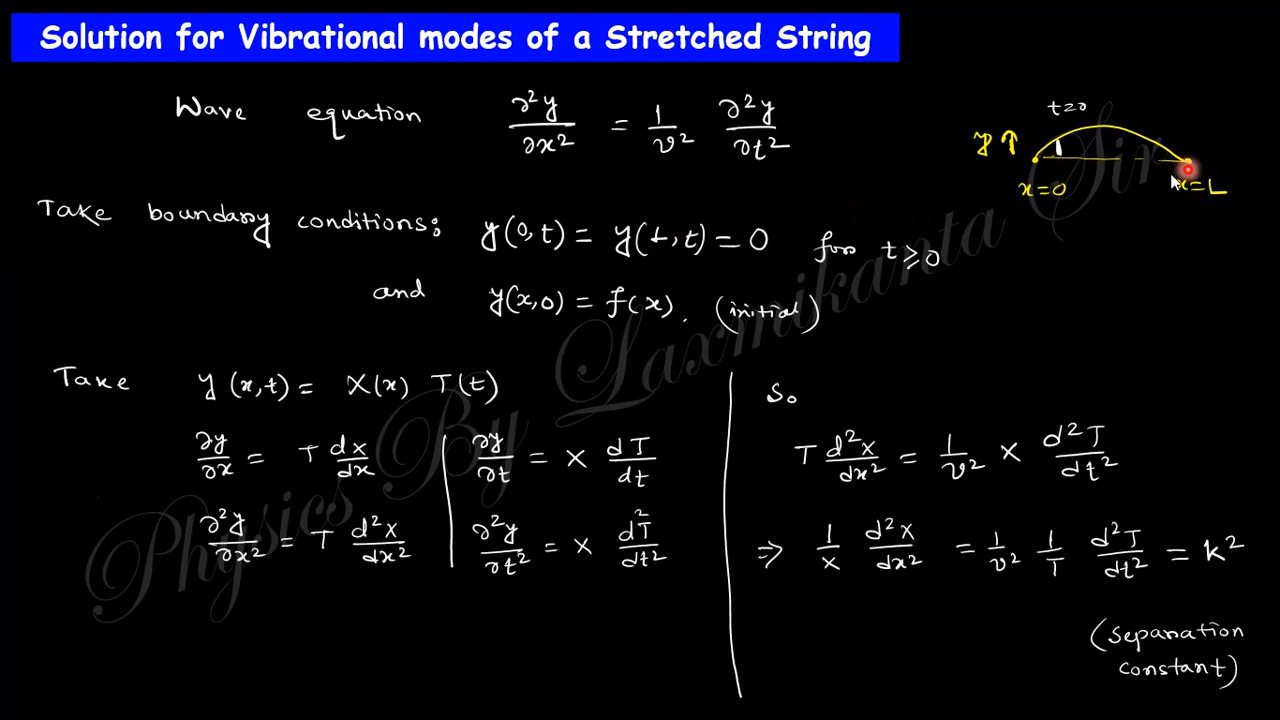 Solution for Vibrational modes of a Stretched String
Wave equation ∂²y/∂x² = 1/v² ∂²y/∂t²
t=0
y ↑
x=0 x=L
Take boundary conditions: y(0,t) = y(L,t) = 0 for t ⩾ 0
and y(x,0) = f(x). (initial)
Take y(x,t) = X(x) T(t)
∂y/∂x = T dX/dx | ∂y/∂t = X dT/dt
∂²y/∂x² = T d²X/dx² | ∂²y/∂t² = X d²T/dt²
So
T d²X/dx² = 1/v² X d²T/dt²
⇒ 1/X d²X/dx² = 1/v² 1/T d²T/dt² = K²
(separation
constant)
Physics By Laxmikanta Sir